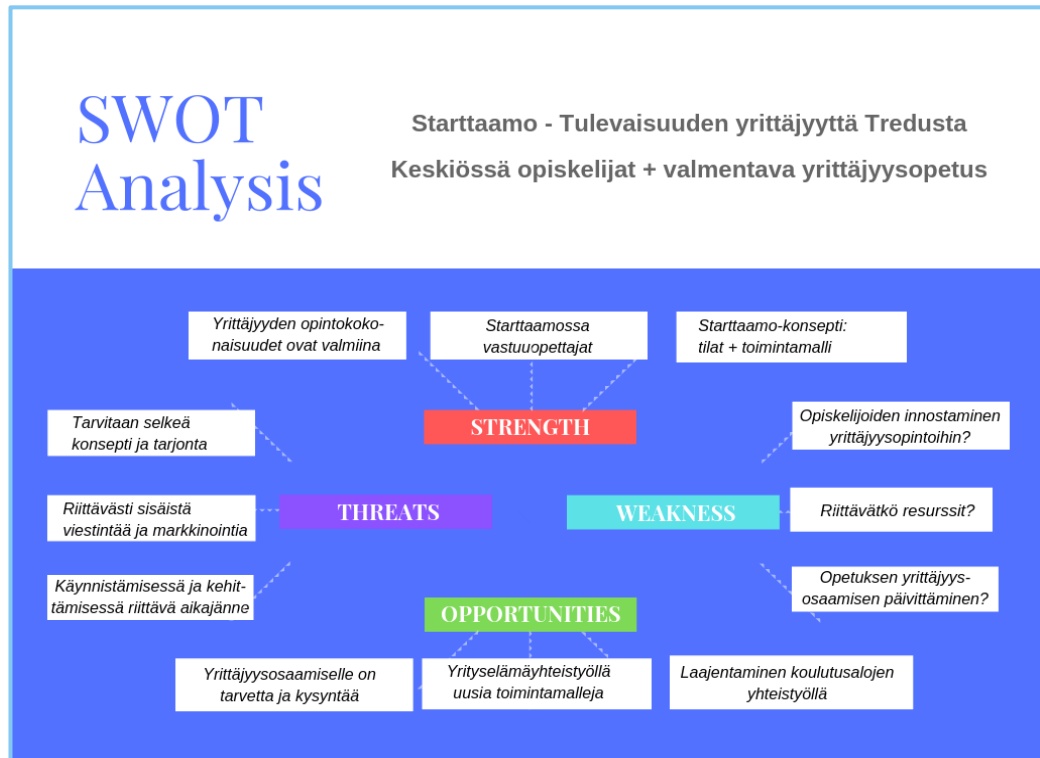 SWOT
Analysis
Starttaamo - Tulevaisuuden yrittäjyyttä Tredusta
Keskiössä opiskelijat + valmentava yrittäjyysopetus
Yrittäjyyden opintokoko-
naisuudet ovat valmiina
Starttaamossa
vastuuopettajat
Starttaamo-konsepti:
tilat + toimintamalli
STRENGTH
Tarvitaan selkeä
konsepti ja tarjonta
Riittävästi sisäistä
viestintää ja markkinointia
Käynnistämisessä ja kehit-
tämisessä riittävä aikajänne
THREATS
WEAKNESS
Opiskelijoiden innostaminen
yrittäjyysopintoihin?
Riittävätkö resurssit?
Opetuksen yrittäjyys-
osaamisen päivittäminen?
OPPORTUNITIES
Yrittäjyysosaamiselle on
tarvetta ja kysyntää
Yrityselämäyhteistyöllä
uusia toimintamalleja
Laajentaminen koulutusalojen
yhteistyöllä